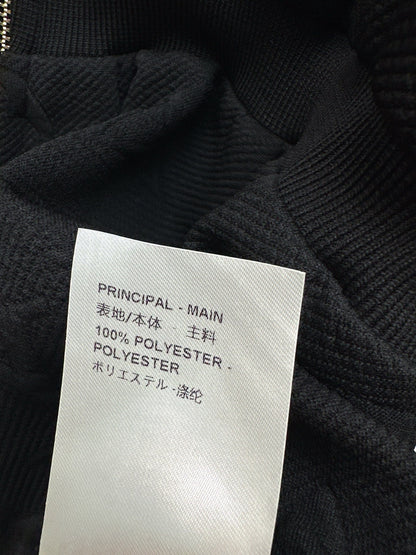 PRINCIPAL - MAIN
表地/本体 - 主料
100% POLYESTER -
POLYESTER
ポリエステル -涤纶